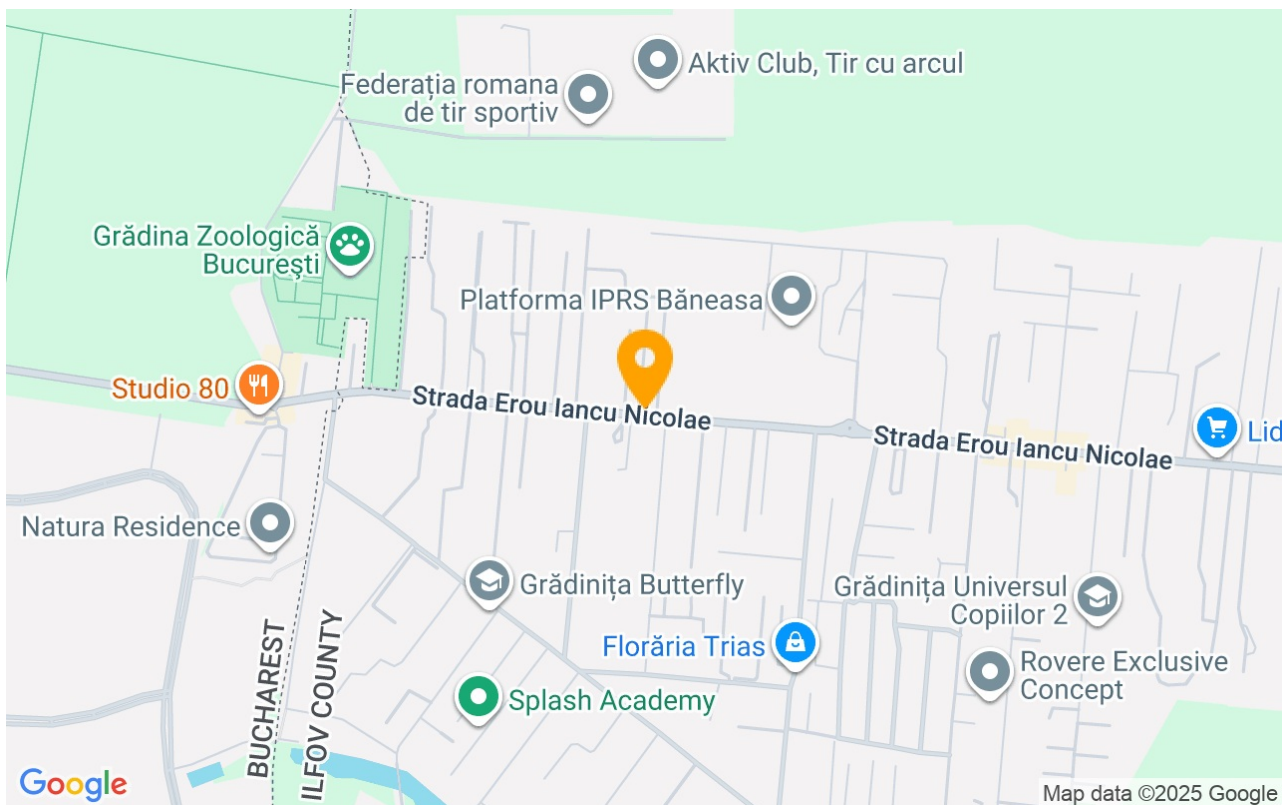 Aktiv Club, Tir cu arcul
Federația romana
de tir sportiv
Grădina Zoologică
București
Platforma IPRS Băneasa
Studio 80
Strada Erou Iancu Nicolae
Strada Erou Iancu Nicolae
Lid
Natura Residence
Grădinița Butterfly
Grădinița Universul
Copiilor 2
Florăria Trias
Rovere Exclusive
Concept
Splash Academy
BUCHAREST
ILFOV COUNTY
Google
Map data ©2025 Google